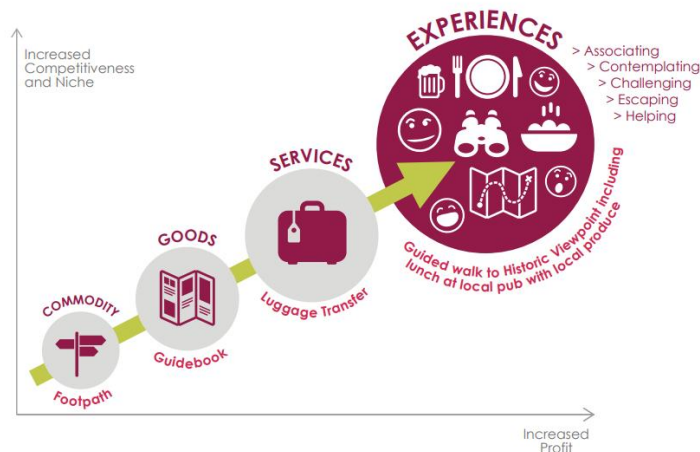 Increased
Competitiveness
and Niche
EXPERIENCES
> Associating
> Contemplating
> Challenging
> Escaping
> Helping
Guided walk to Historic Viewpoint including
lunch at local pub with local produce
SERVICES
Luggage Transfer
GOODS
Guidebook
COMMODITY
Footpath
Increased
Profit